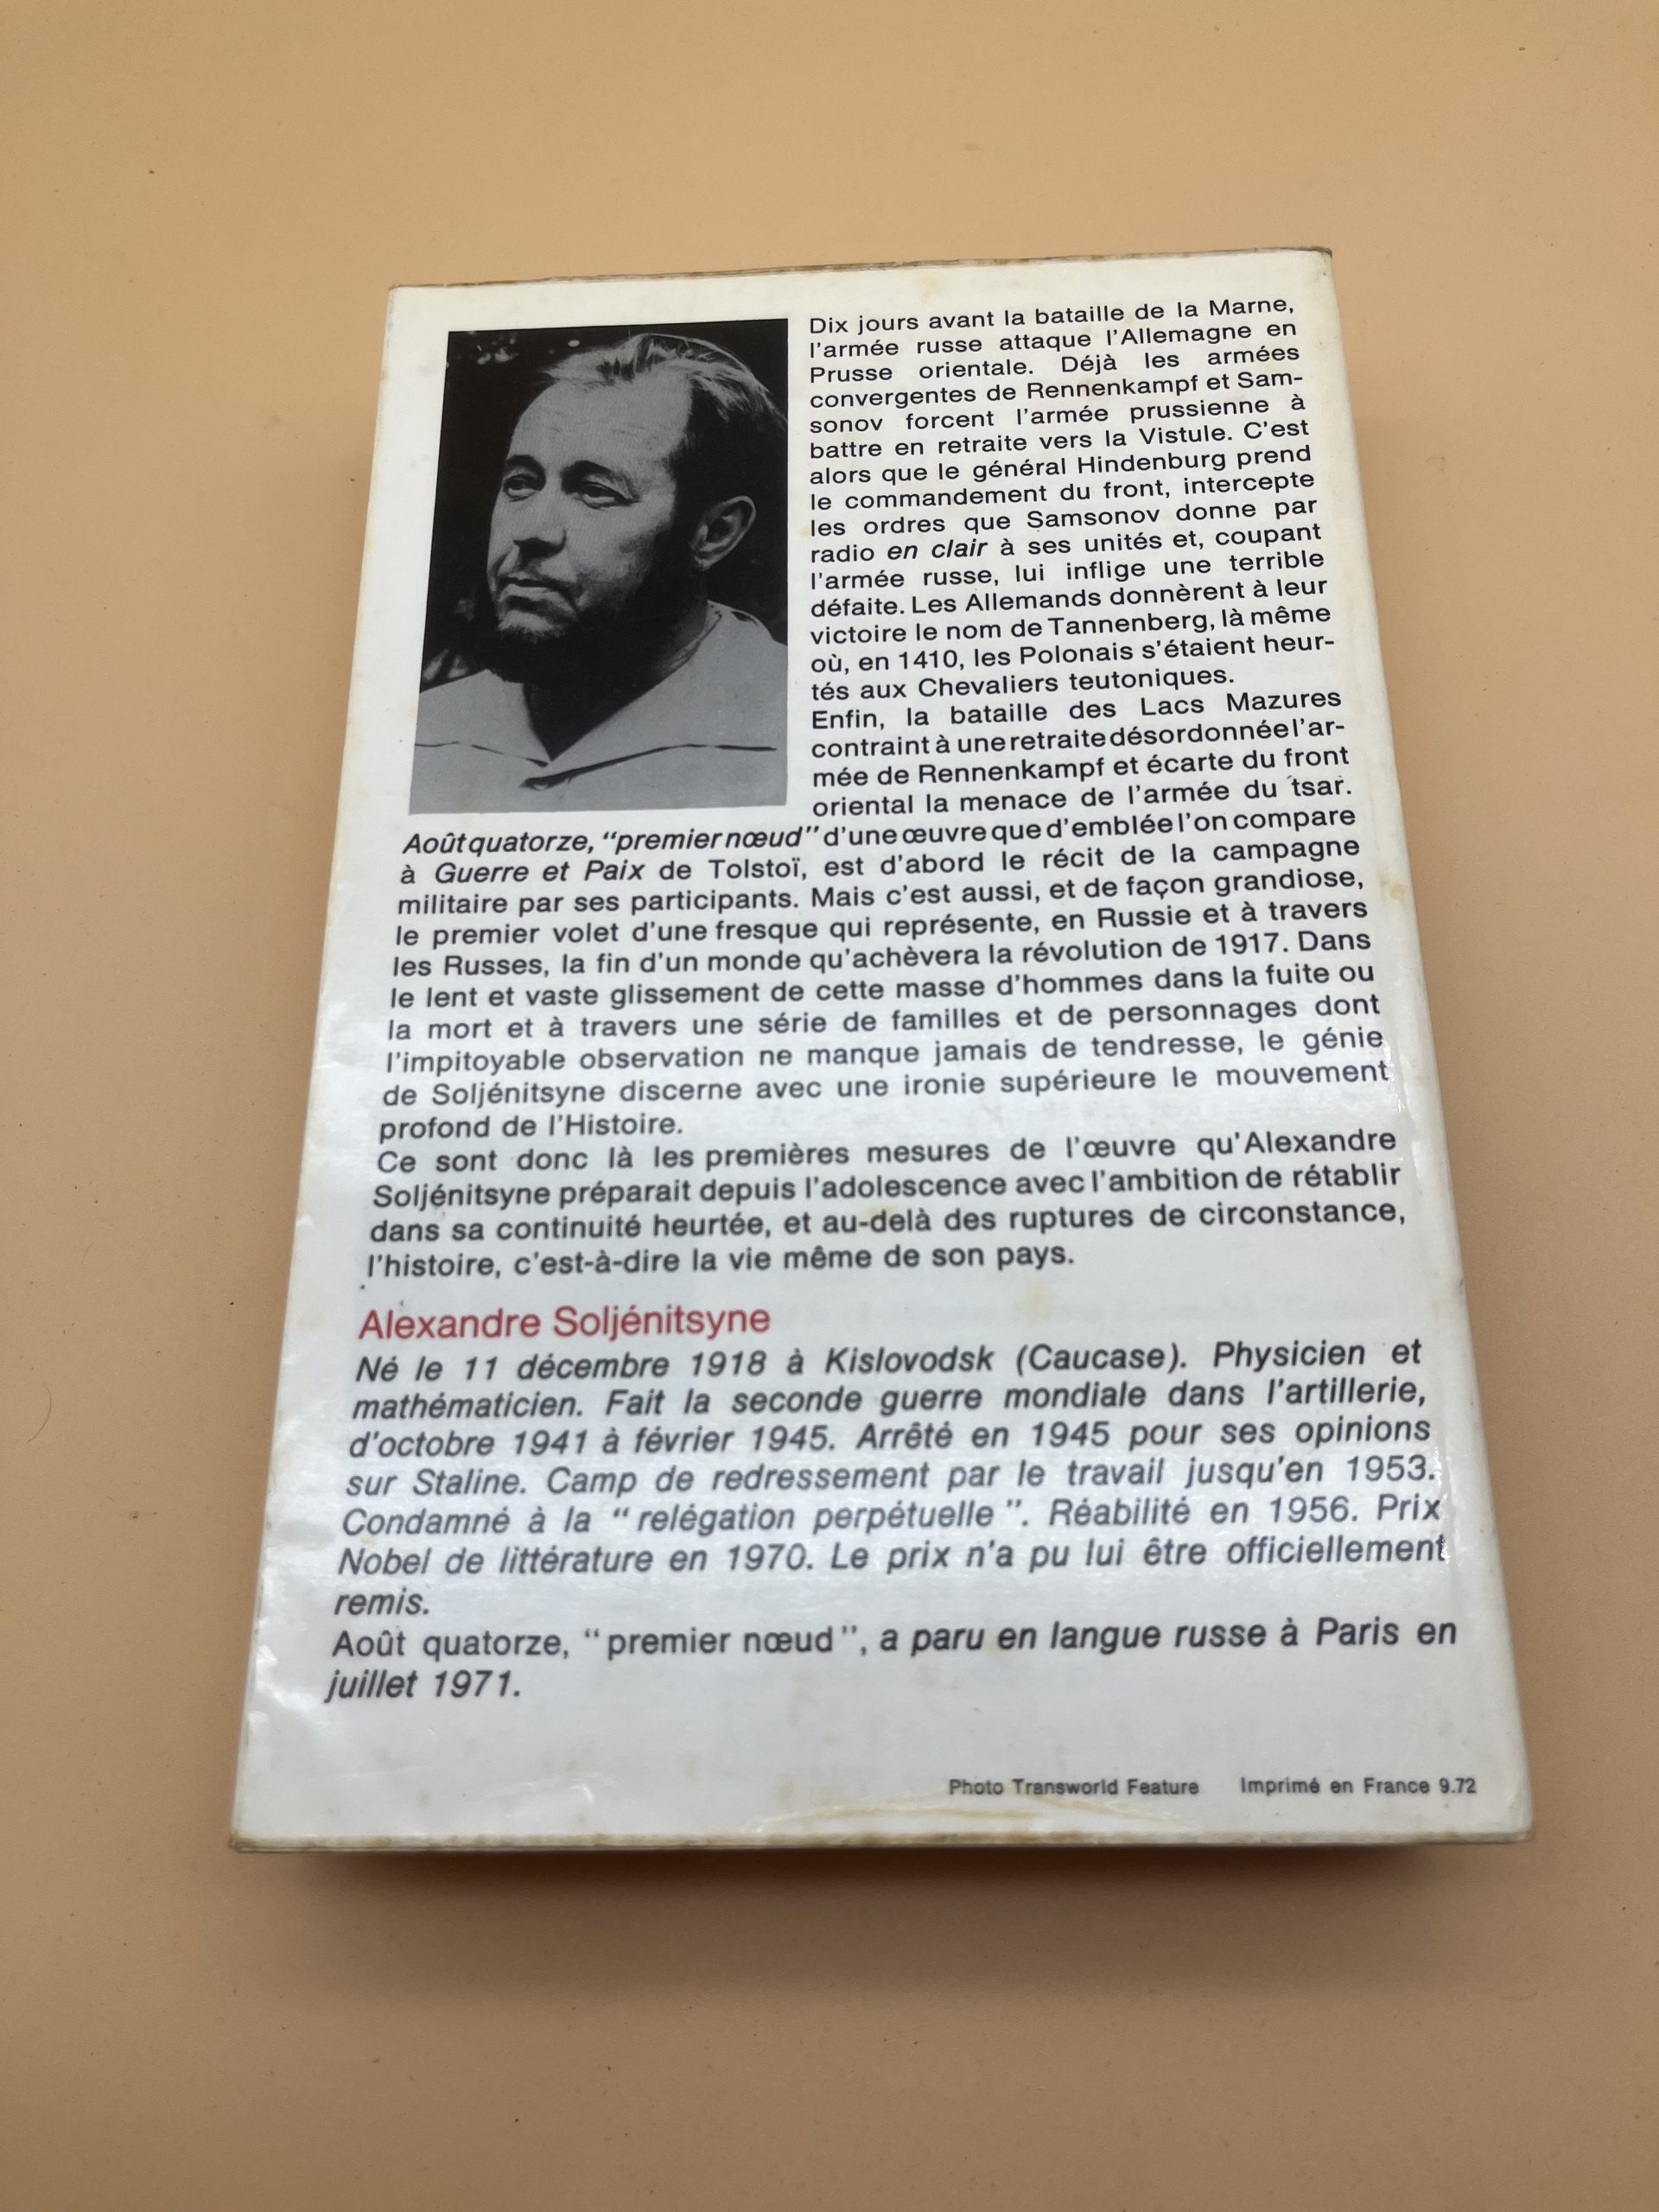 Dix jours avant la bataille de la Marne,
l'armée russe attaque l'Allemagne en
Prusse orientale. Déjà les armées
convergentes de Rennenkampf et Sam-
sonov forcent l'armée prussienne à
battre en retraite vers la Vistule. C'est
alors que le général Hindenburg prend
le commandement du front, intercepte
les ordres que Samsonov donne par
radio en clair à ses unités et, coupant
l'armée russe, lui inflige une terrible
défaite. Les Allemands donnèrent à leur
victoire le nom de Tannenberg, là même
où, en 1410, les Polonais s'étaient heur-
tés aux Chevaliers teutoniques.
Enfin, la bataille des Lacs Mazures
contraint à une retraite désordonnée l'ar-
mée de Rennenkampf et écarte du front
oriental la menace de l'armée du tsar.
Août quatorze, "premier nœud" d'une œuvre que d'emblée l'on compare
à Guerre et Paix de Tolstoï, est d'abord le récit de la campagne
militaire par ses participants. Mais c'est aussi, et de façon grandiose,
le premier volet d'une fresque qui représente, en Russie et à travers
les Russes, la fin d'un monde qu'achèvera la révolution de 1917. Dans
le lent et vaste glissement de cette masse d'hommes dans la fuite ou
la mort et à travers une série de familles et de personnages dont
l'impitoyable observation ne manque jamais de tendresse, le génie
de Soljénitsyne discerne avec une ironie supérieure le mouvement
profond de l'Histoire.
Ce sont donc là les premières mesures de l'œuvre qu'Alexandre
Soljénitsyne préparait depuis l'adolescence avec l'ambition de rétablir
dans sa continuité heurtée, et au-delà des ruptures de circonstance,
l'histoire, c'est-à-dire la vie même de son pays.
Alexandre Soljénitsyne
Né le 11 décembre 1918 à Kislovodsk (Caucase). Physicien et
mathématicien. Fait la seconde guerre mondiale dans l'artillerie,
d'octobre 1941 à février 1945. Arrêté en 1945 pour ses opinions
sur Staline. Camp de redressement par le travail jusqu'en 1953.
Condamné à la "relégation perpétuelle". Réabilité en 1956. Prix
Nobel de littérature en 1970. Le prix n'a pu lui être officiellement
remis.
Août quatorze, "premier nœud", a paru en langue russe à Paris en
juillet 1971.
Photo Transworld Feature Imprimé en France 9.72